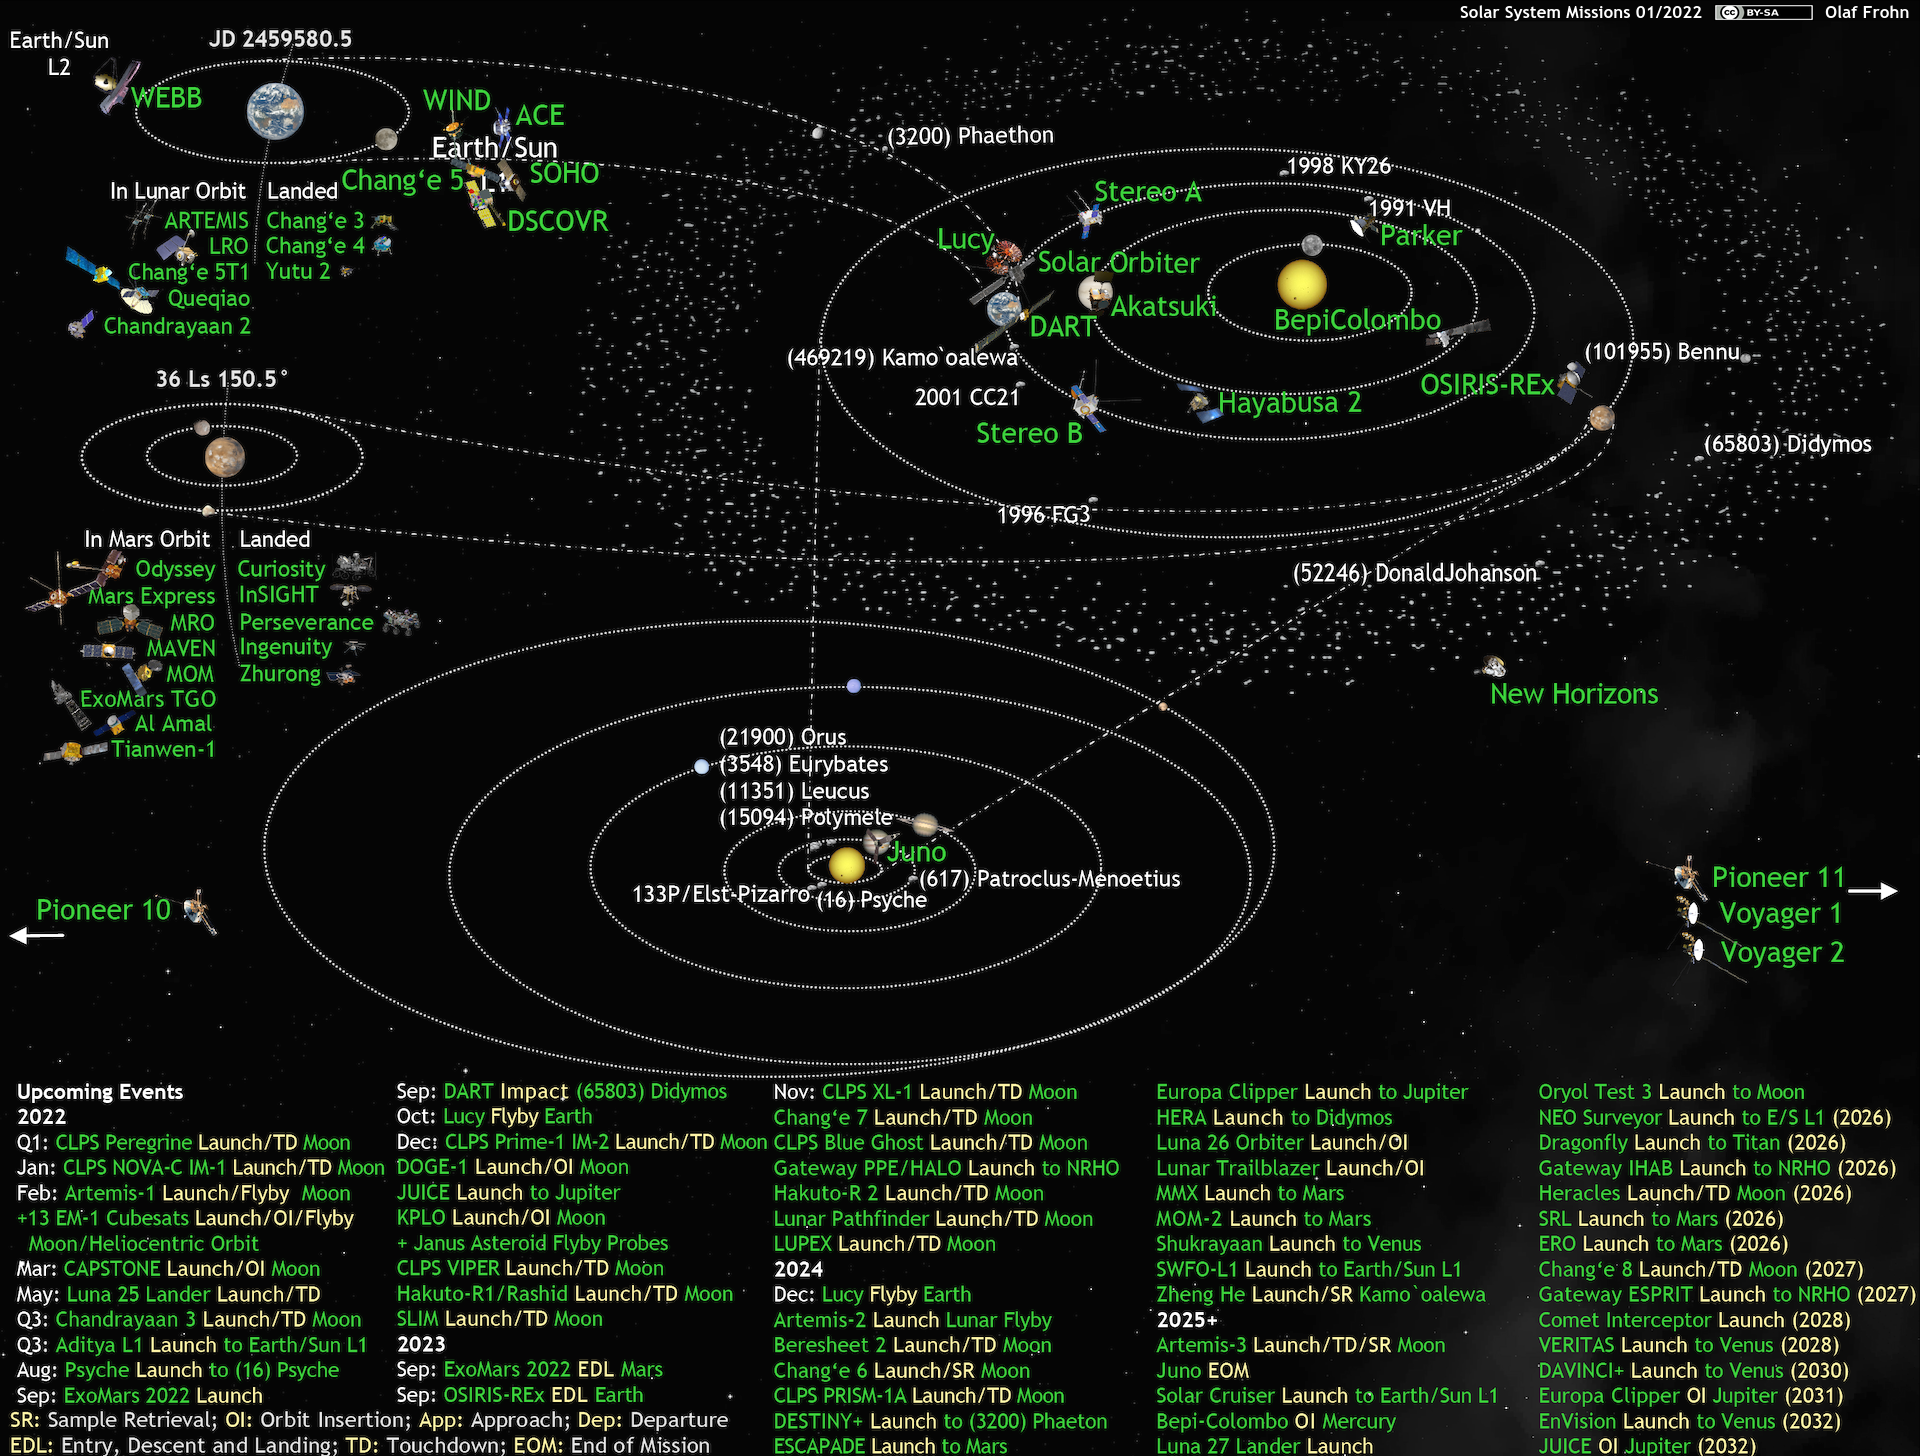 Solar System Missions 01/2022 (cc) BY-SA Olaf Frohn
Earth/Sun
L2
JD 2459580.5
WEBB
WIND
ACE
Earth/Sun
Chang‘e 5
L
SOHO
DSCOVR
In Lunar Orbit
ARTEMIS
LRO
Chang‘e 5T1
Queqiao
Chandrayaan 2
Landed
Chang‘e 3
Chang‘e 4
Yutu 2
(3200) Phaethon
1998 KY26
Stereo A
1991 VH
Parker
Lucy
Solar Orbiter
Akatsuki
DART
BepiColombo
(469219) Kamo`oalewa
(101955) Bennu
2001 CC21
OSIRIS-REx
Hayabusa 2
Stereo B
(65803) Didymos
1996 FG3
(52246) DonaldJohanson
New Horizons
36 Ls 150.5°
In Mars Orbit
Odyssey
Mars Express
MRO
MAVEN
MOM
ExoMars TGO
Al Amal
Tianwen-1
Landed
Curiosity
InSIGHT
Perseverance
Ingenuity
Zhurong
(21900) Orus
(3548) Eurybates
(11351) Leucus
(15094) Polymele
Juno
(617) Patroclus-Menoetius
133P/Elst-Pizarro
(16) Psyche
Pioneer 10
Pioneer 11
Voyager 1
Voyager 2
Upcoming Events
2022
Q1: CLPS Peregrine Launch/TD Moon
Jan: CLPS NOVA-C IM-1 Launch/TD Moon
Feb: Artemis-1 Launch/Flyby Moon
+13 EM-1 Cubesats Launch/OI/Flyby
Moon/Heliocentric Orbit
Mar: CAPSTONE Launch/OI Moon
May: Luna 25 Lander Launch/TD
Q3: Chandrayaan 3 Launch/TD Moon
Q3: Aditya L1 Launch to Earth/Sun L1
Aug: Psyche Launch to (16) Psyche
Sep: ExoMars 2022 Launch
Sep: DART Impact (65803) Didymos
Oct: Lucy Flyby Earth
Dec: CLPS Prime-1 IM-2 Launch/TD Moon
DOGE-1 Launch/OI Moon
JUICE Launch to Jupiter
KPLO Launch/OI Moon
+ Janus Asteroid Flyby Probes
CLPS VIPER Launch/TD Moon
Hakuto-R1/Rashid Launch/TD Moon
SLIM Launch/TD Moon
2023
Sep: ExoMars 2022 EDL Mars
Sep: OSIRIS-REx EDL Earth
SR: Sample Retrieval; OI: Orbit Insertion; App: Approach; Dep: Departure
EDL: Entry, Descent and Landing; TD: Touchdown; EOM: End of Mission
Nov: CLPS XL-1 Launch/TD Moon
Chang‘e 7 Launch/TD Moon
CLPS Blue Ghost Launch/TD Moon
Gateway PPE/HALO Launch to NRHO
Hakuto-R 2 Launch/TD Moon
Lunar Pathfinder Launch/TD Moon
LUPEX Launch/TD Moon
2024
Dec: Lucy Flyby Earth
Artemis-2 Launch Lunar Flyby
Beresheet 2 Launch/TD Moon
Chang‘e 6 Launch/SR Moon
CLPS PRISM-1A Launch/TD Moon
DESTINY+ Launch to (3200) Phaeton
ESCAPADE Launch to Mars
Europa Clipper Launch to Jupiter
HERA Launch to Didymos
Luna 26 Orbiter Launch/OI
Lunar Trailblazer Launch/OI
MMX Launch to Mars
MOM-2 Launch to Mars
Shukrayaan Launch to Venus
SWFO-L1 Launch to Earth/Sun L1
Zheng He Launch/SR Kamo`oalewa
2025+
Artemis-3 Launch/TD/SR Moon
Juno EOM
Solar Cruiser Launch to Earth/Sun L1
Bepi-Colombo OI Mercury
Luna 27 Lander Launch
Oryol Test 3 Launch to Moon
NEO Surveyor Launch to E/S L1 (2026)
Dragonfly Launch to Titan (2026)
Gateway IHAB Launch to NRHO (2026)
Heracles Launch/TD Moon (2026)
SRL Launch to Mars (2026)
ERO Launch to Mars (2026)
Chang‘e 8 Launch/TD Moon (2027)
Gateway ESPRIT Launch to NRHO (2027)
Comet Interceptor Launch (2028)
VERITAS Launch to Venus (2028)
DAVINCI+ Launch to Venus (2030)
Europa Clipper OI Jupiter (2031)
EnVision Launch to Venus (2032)
JUICE OI Jupiter (2032)